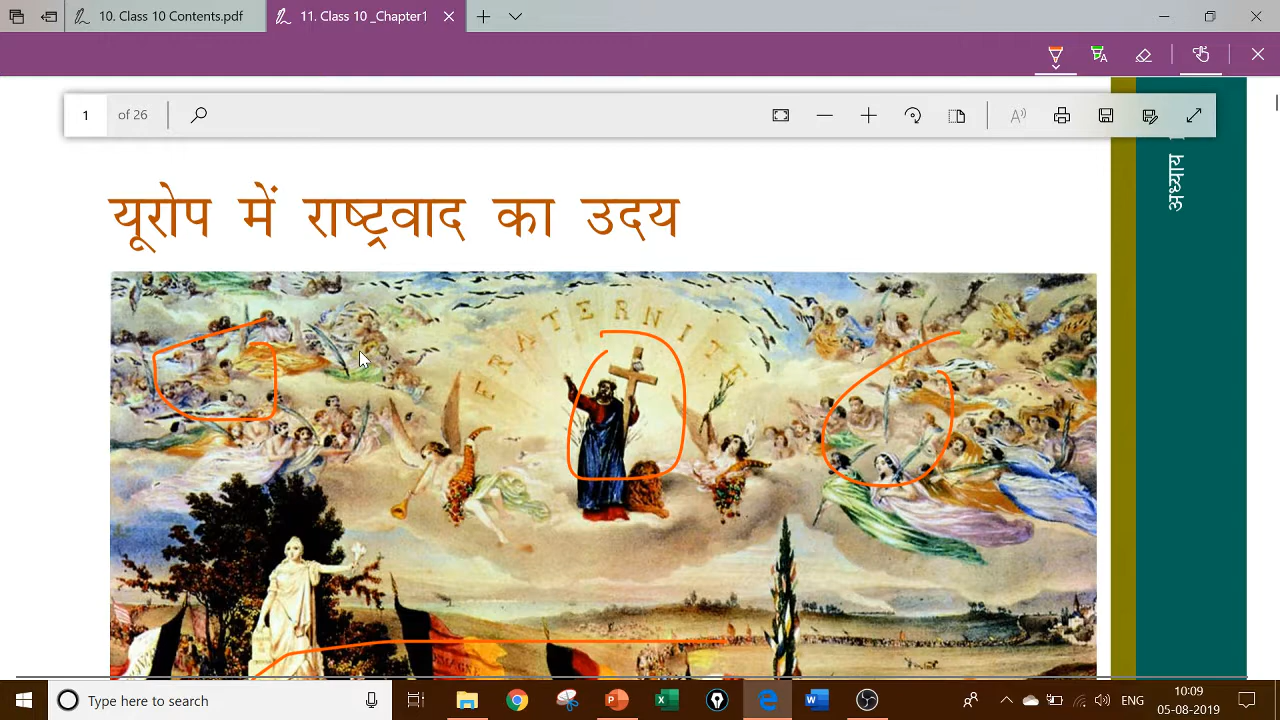 10. Class 10 Contents.pdf
11. Class 10 _Chapter1
1 of 26
अध्याय
यूरोप में राष्ट्रवाद का उदय
FRATERNITE
Type here to search
ENG
10:09
05-08-2019